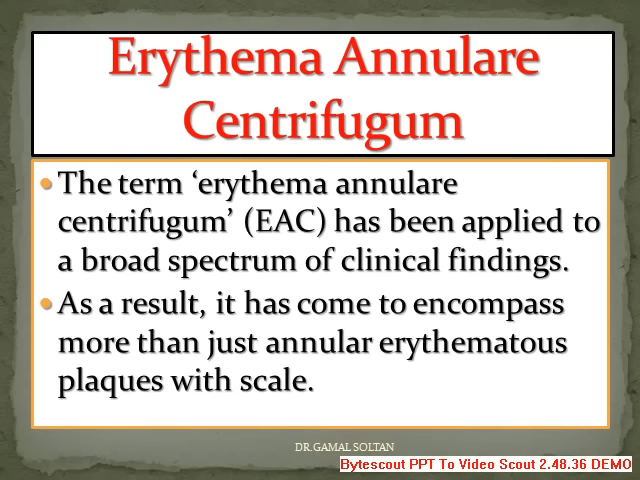 Erythema Annulare
Centrifugum
• The term ‘erythema annulare
centrifugum’ (EAC) has been applied to
a broad spectrum of clinical findings.
• As a result, it has come to encompass
more than just annular erythematous
plaques with scale.
DR.GAMAL SOLTAN
Bytescout PPT To Video Scout 2.48.36 DEMO